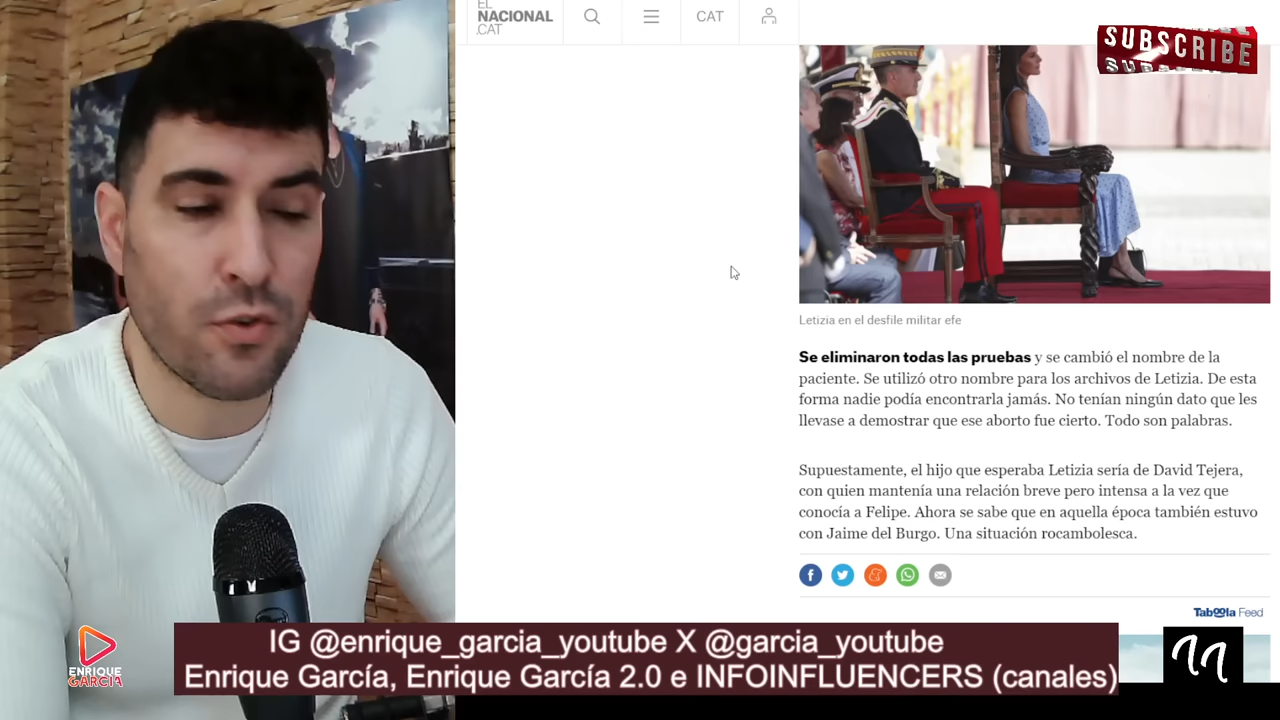 EL
NACIONAL
.CAT
CAT
SUBSCRIBE
Letizia en el desfile militar efe
Se eliminaron todas las pruebas y se cambió el nombre de la
paciente. Se utilizó otro nombre para los archivos de Letizia. De esta
forma nadie podía encontrarla jamás. No tenían ningún dato que les
llevase a demostrar que ese aborto fue cierto. Todo son palabras.
Supuestamente, el hijo que esperaba Letizia sería de David Tejera,
con quien mantenía una relación breve pero intensa a la vez que
conocía a Felipe. Ahora se sabe que en aquella época también estuvo
con Jaime del Burgo. Una situación rocambolesca.
Taboola Feed
IG @enrique_garcia_youtube X @garcia_youtube
Enrique García, Enrique García 2.0 e INFOINFLUENCERS (canales)
ENRIQUE
GARCÍA